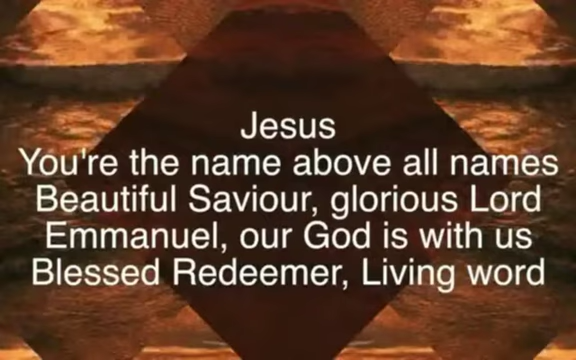 Jesus
You're the name above all names
Beautiful Saviour, glorious Lord
Emmanuel, our God is with us
Blessed Redeemer, Living word